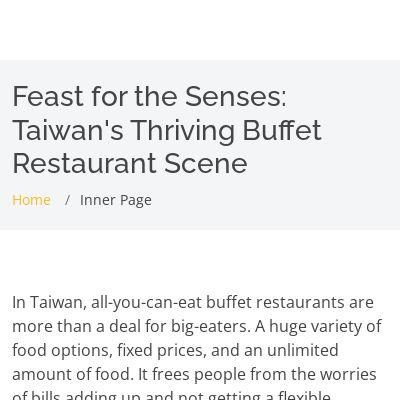 Feast for the Senses:
Taiwan's Thriving Buffet
Restaurant Scene
Home / Inner Page
In Taiwan, all-you-can-eat buffet restaurants are
more than a deal for big-eaters. A huge variety of
food options, fixed prices, and an unlimited
amount of food. It frees people from the worries
of bills adding up and not getting a flexible